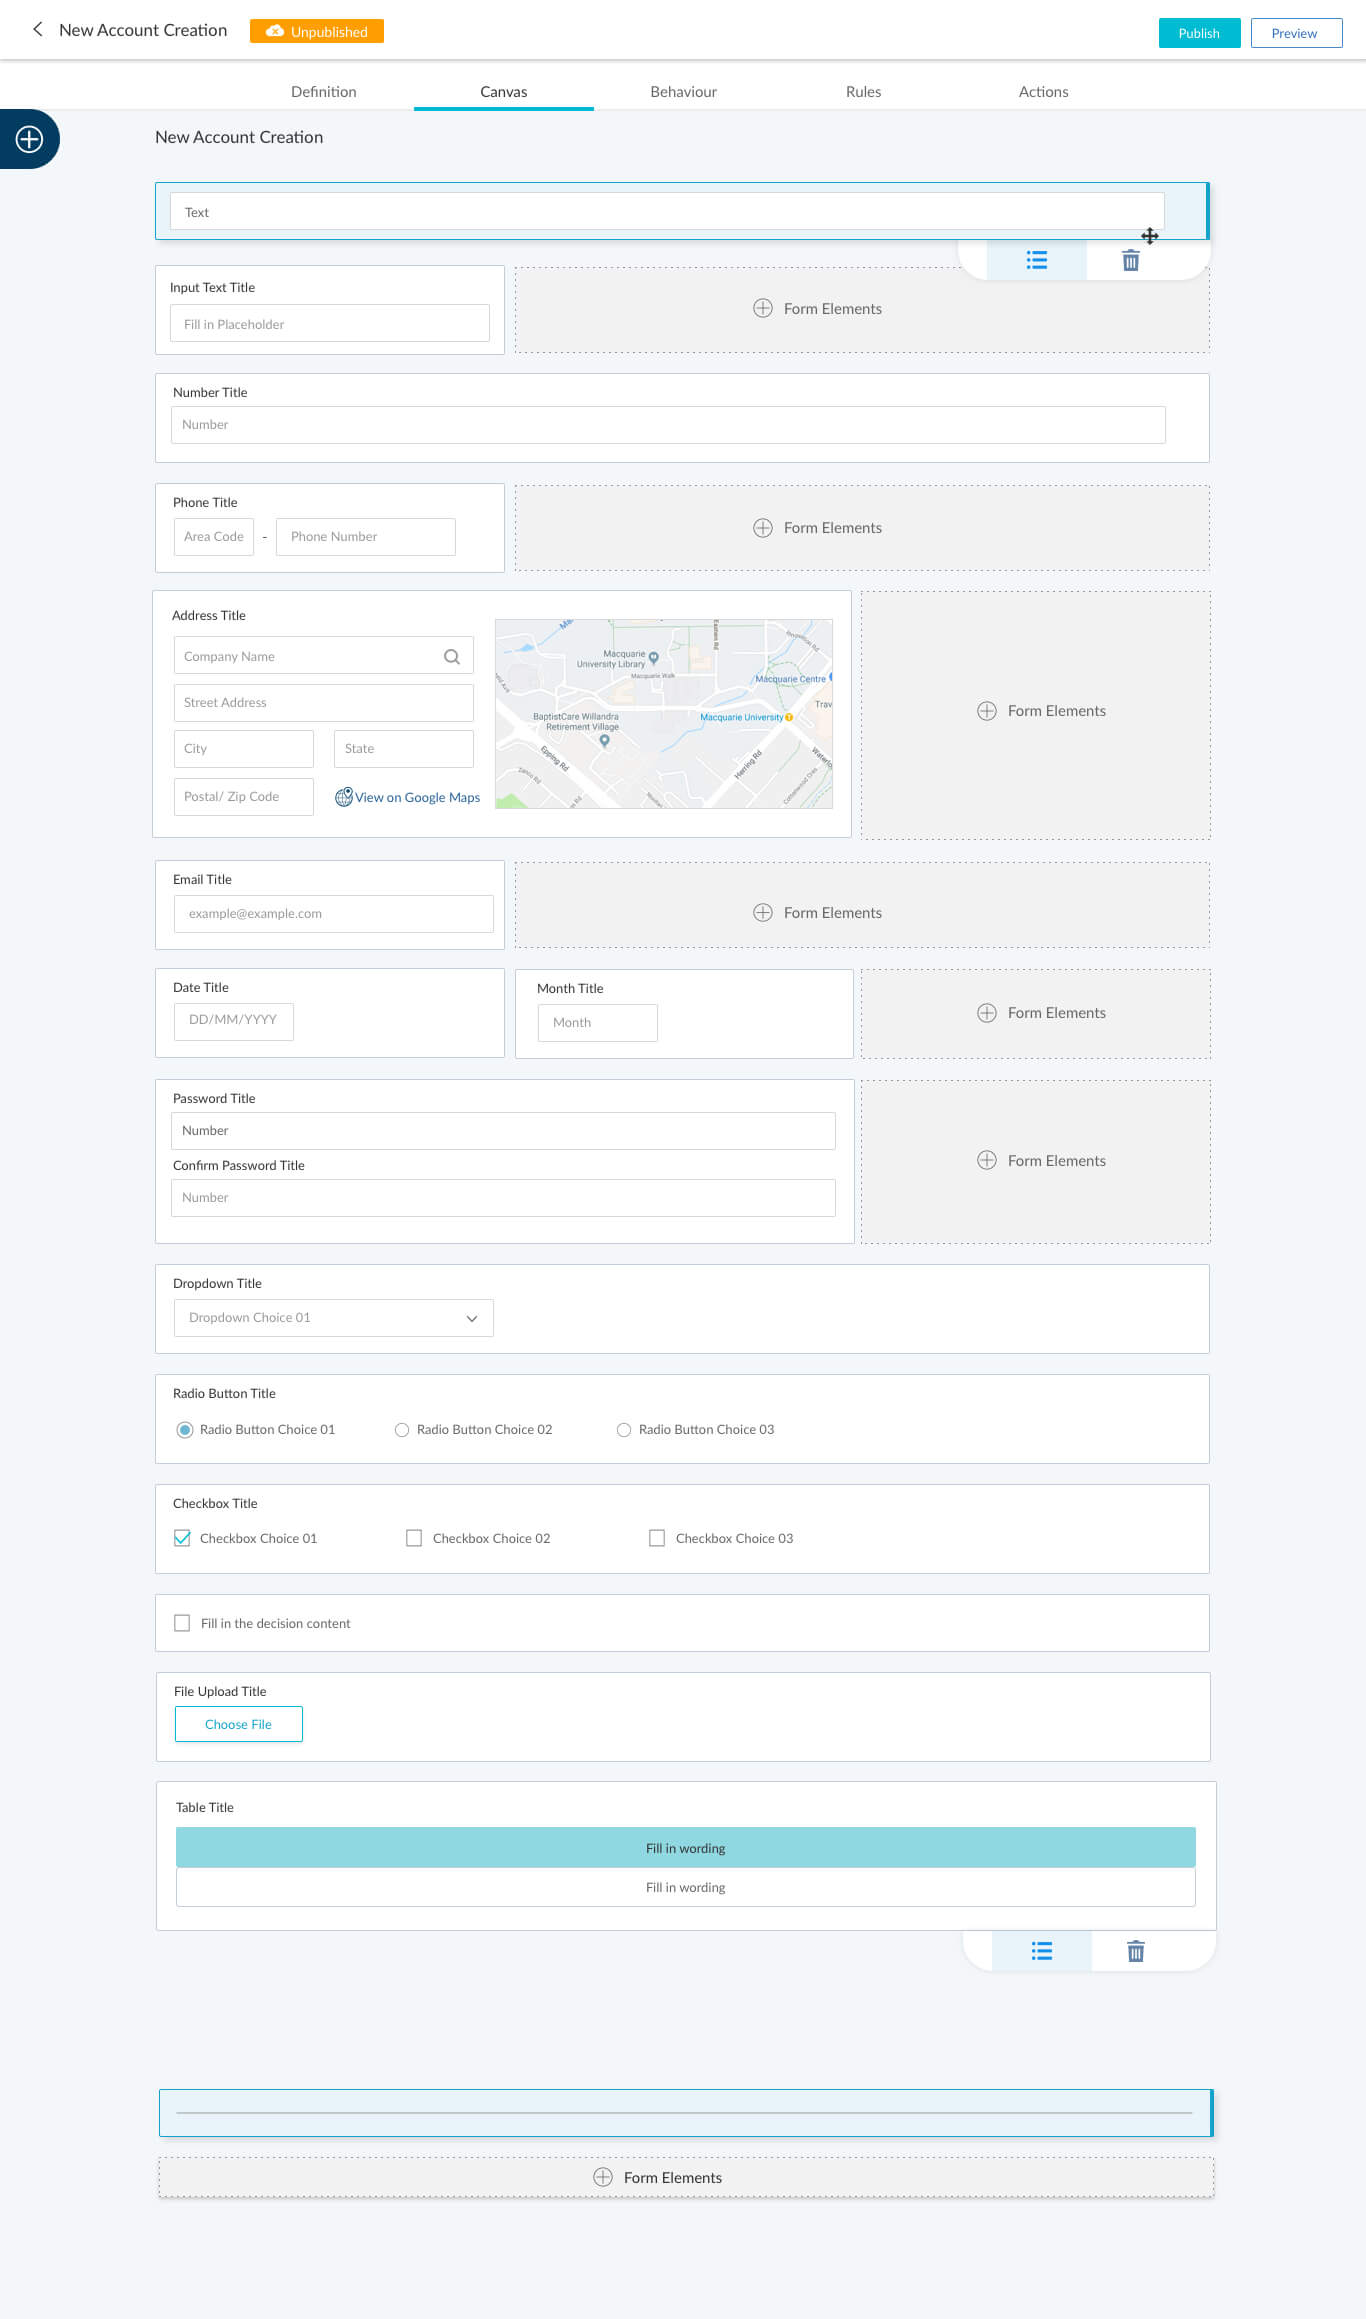 New Account Creation
Unpublished
Publish
Preview
Definition
Canvas
Behaviour
Rules
Actions
New Account Creation
Text
Input Text Title
Fill in Placeholder
Form Elements
Number Title
Number
Phone Title
Area Code - Phone Number
Form Elements
Address Title
Company Name
Street Address
City
State
Postal/ Zip Code
View on Google Maps
Macquarie
University Library
Macquarie Walk
Macquarie Centre
Trav
BaptistCare Willandra
Retirement Village
Macquarie University
Epping Rd
Herring Rd
Form Elements
Email Title
example@example.com
Form Elements
Date Title
DD/MM/YYYY
Month Title
Month
Form Elements
Password Title
Number
Confirm Password Title
Number
Form Elements
Dropdown Title
Dropdown Choice 01
Radio Button Title
Radio Button Choice 01
Radio Button Choice 02
Radio Button Choice 03
Checkbox Title
Checkbox Choice 01
Checkbox Choice 02
Checkbox Choice 03
Fill in the decision content
File Upload Title
Choose File
Table Title
Fill in wording
Fill in wording
Form Elements